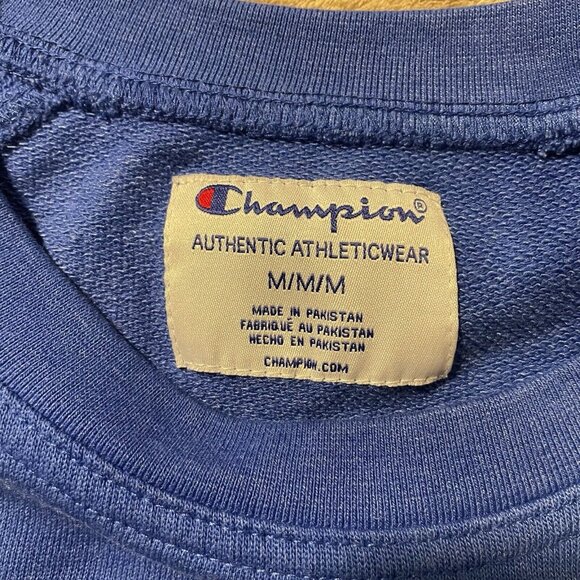 Champion®
AUTHENTIC ATHLETICWEAR
M/M/M
MADE IN PAKISTAN
FABRIQUÉ AU PAKISTAN
HECHO EN PAKISTAN
CHAMPION.COM